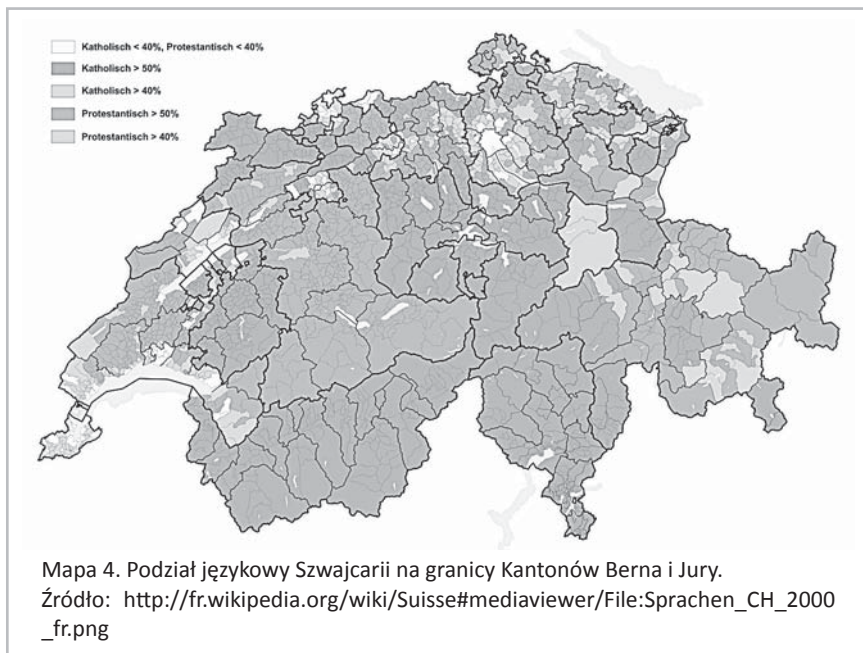 Katholisch < 40%, Protestantisch < 40%
Katholisch > 50%
Katholisch > 40%
Protestantisch > 50%
Protestantisch > 40%
Mapa 4. Podział językowy Szwajcarii na granicy Kantonów Berna i Jury.
Źródło: http://fr.wikipedia.org/wiki/Suisse#mediaviewer/File:Sprachen_CH_2000
_fr.png